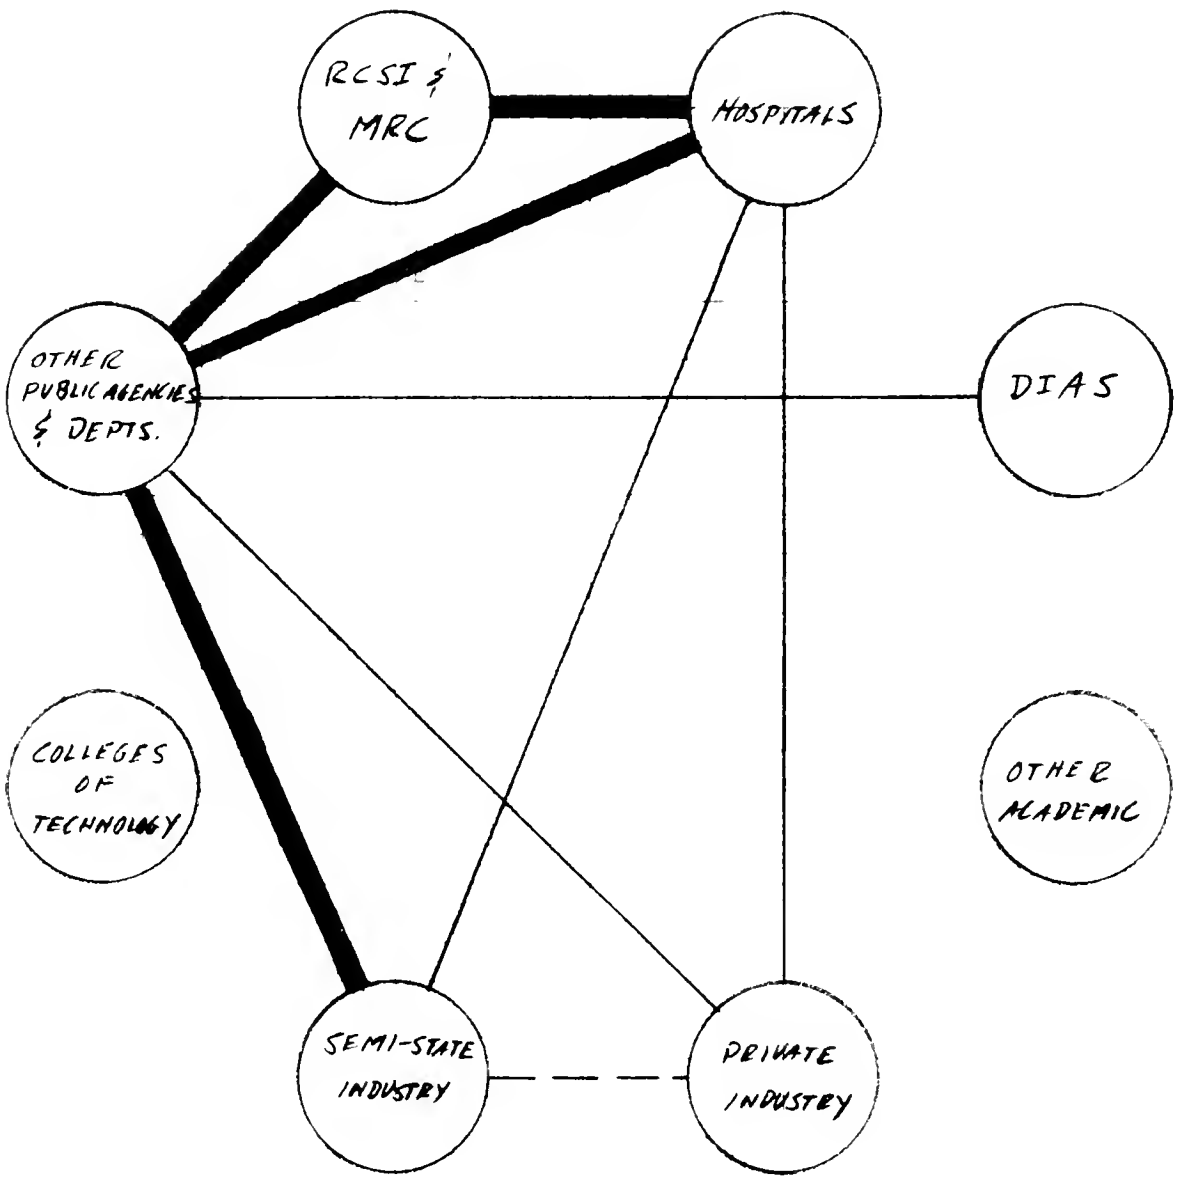 RCSI &
MRC
HOSPITALS
OTHER
PUBLIC AGENCIES
& DEPTS.
DIAS
COLLEGES
OF
TECHNOLOGY
OTHER
ACADEMIC
SEMI-STATE
INDUSTRY
PRIVATE
INDUSTRY